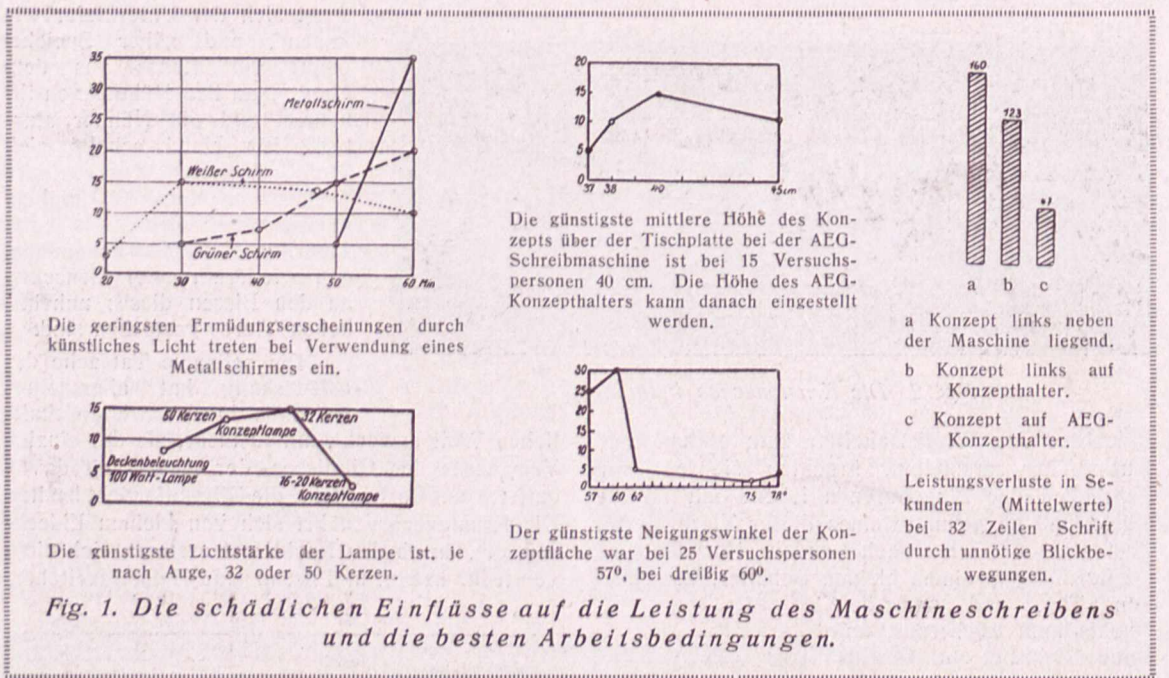 35
30
25
20
15
10
5
0
20 30 40 50 60 Min
Metallschirm
Weißer Schirm
Grüner Schirm
Die geringsten Ermüdungserscheinungen durch
künstliches Licht treten bei Verwendung eines
Metallschirmes ein.
15
10
5
0
50 Kerzen
32 Kerzen
Konzeptlampe
Deckenbeleuchtung
100 Watt-Lampe
16-20 Kerzen
Konzeptlampe
Die günstigste Lichtstärke der Lampe ist, je
nach Auge, 32 oder 50 Kerzen.
20
15
10
5
0
37 38 40 45 cm
Die günstigste mittlere Höhe des Kon-
zepts über der Tischplatte bei der AEG-
Schreibmaschine ist bei 15 Versuchs-
personen 40 cm. Die Höhe des AEG-
Konzepthalters kann danach eingestellt
werden.
30
25
20
15
10
5
0
57 60 62 75 78°
Der günstigste Neigungswinkel der Kon-
zeptfläche war bei 25 Versuchspersonen
57⁰, bei dreißig 60⁰.
160
123
47
a b c
a Konzept links neben
der Maschine liegend.
b Konzept links auf
Konzepthalter.
c Konzept auf AEG-
Konzepthalter.
Leistungsverluste in Se-
kunden (Mittelwerte)
bei 32 Zeilen Schrift
durch unnötige Blickbe-
wegungen.
Fig. 1. Die schädlichen Einflüsse auf die Leistung des Maschineschreibens
und die besten Arbeitsbedingungen.